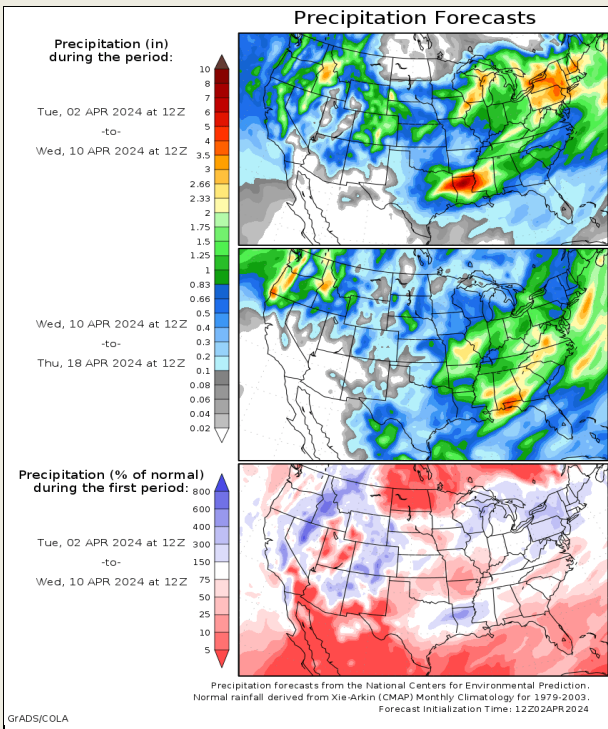 Precipitation Forecasts
Precipitation (in)
during the period:
Tue, 02 APR 2024 at 12Z
-to-
Wed, 10 APR 2024 at 12Z
10
8
7
6
5
4
3.5
3
2.66
2.33
2
1.75
1.5
1.25
1
0.83
0.66
0.5
0.4
0.3
0.2
0.1
0.08
0.06
0.04
0.02
Wed, 10 APR 2024 at 12Z
-to-
Thu, 18 APR 2024 at 12Z
Precipitation (% of normal)
during the first period:
Tue, 02 APR 2024 at 12Z
-to-
Wed, 10 APR 2024 at 12Z
800
600
400
300
150
75
50
25
10
5
Precipitation forecasts from the National Centers for Environmental Prediction.
Normal rainfall derived from Xie-Arkin (CMAP) Monthly Climatology for 1979-2003.
Forecast Initialization Time: 12Z02APR2024
GrADS/COLA